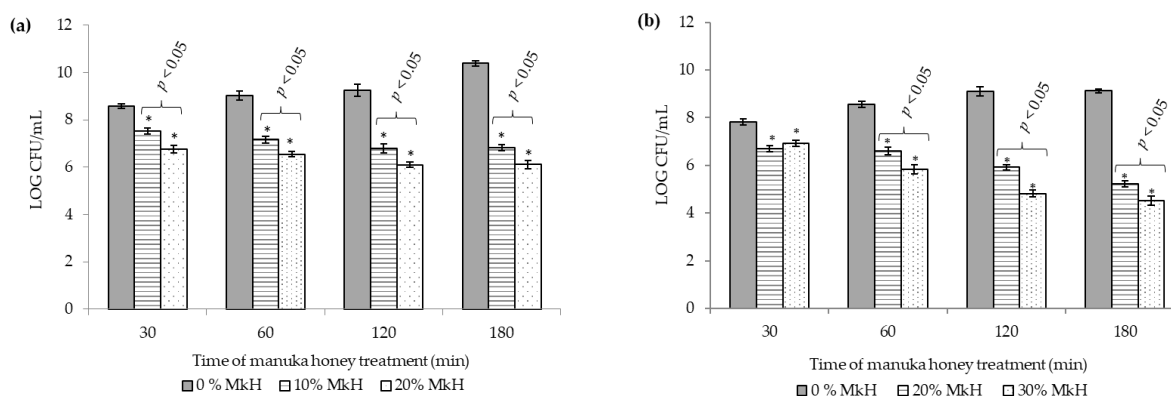 (a)
12
10
8
6
4
2
0
LOG CFU/mL
p < 0.05
p < 0.05
p < 0.05
p < 0.05
* * * * * * * *
30 60 120 180
Time of manuka honey treatment (min)
0 % MkH 10% MkH 20% MkH
(b)
12
10
8
6
4
2
0
LOG CFU/mL
p < 0.05
p < 0.05
p < 0.05
* * * * * * * *
30 60 120 180
Time of manuka honey treatment (min)
0 % MkH 20% MkH 30% MkH